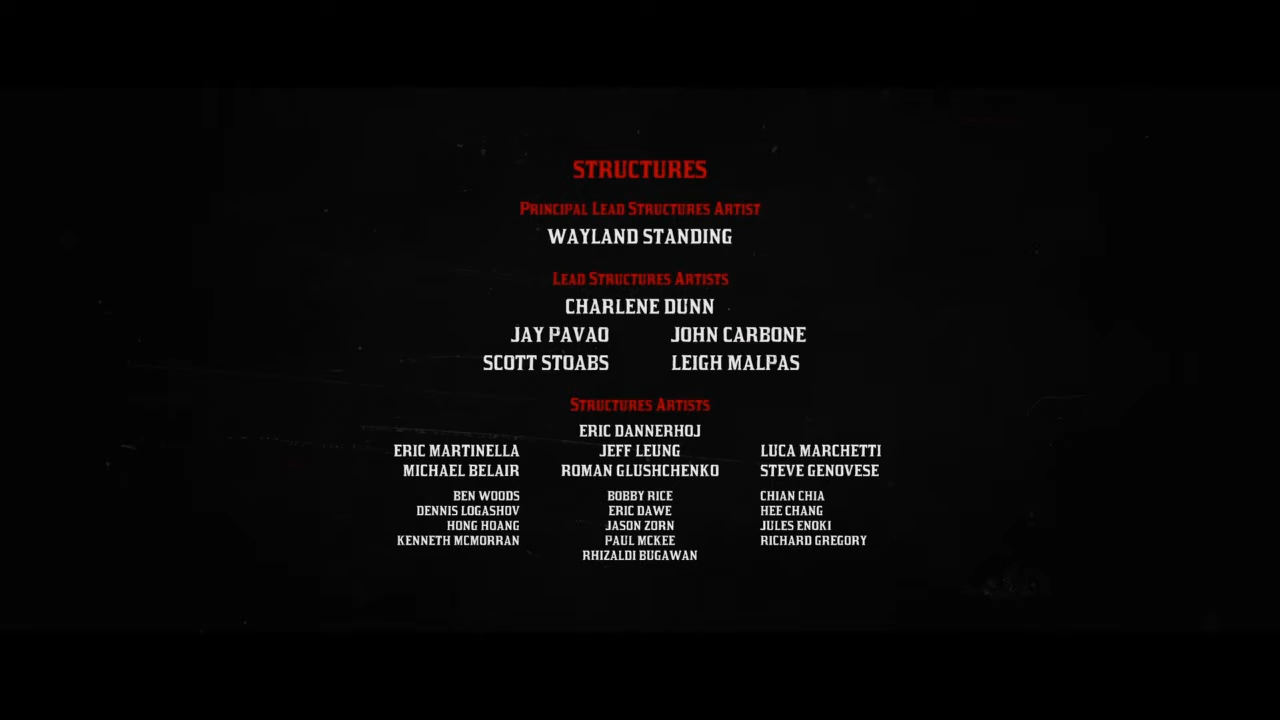 STRUCTURES
PRINCIPAL LEAD STRUCTURES ARTIST
WAYLAND STANDING
LEAD STRUCTURES ARTISTS
CHARLENE DUNN
JAY PAVAO JOHN CARBONE
SCOTT STOABS LEIGH MALPAS
STRUCTURES ARTISTS
ERIC DANNERHOJ
ERIC MARTINELLA JEFF LEUNG LUCA MARCHETTI
MICHAEL BELAIR ROMAN GLUSHCHENKO STEVE GENOVESE
BEN WOODS BOBBY RICE CHIAN CHIA
DENNIS LOGASHOV ERIC DAWE HEE CHANG
HONG HOANG JASON ZORN JULES ENOKI
KENNETH MCMORRAN PAUL MCKEE RICHARD GREGORY
RHIZALDI BUGAWAN